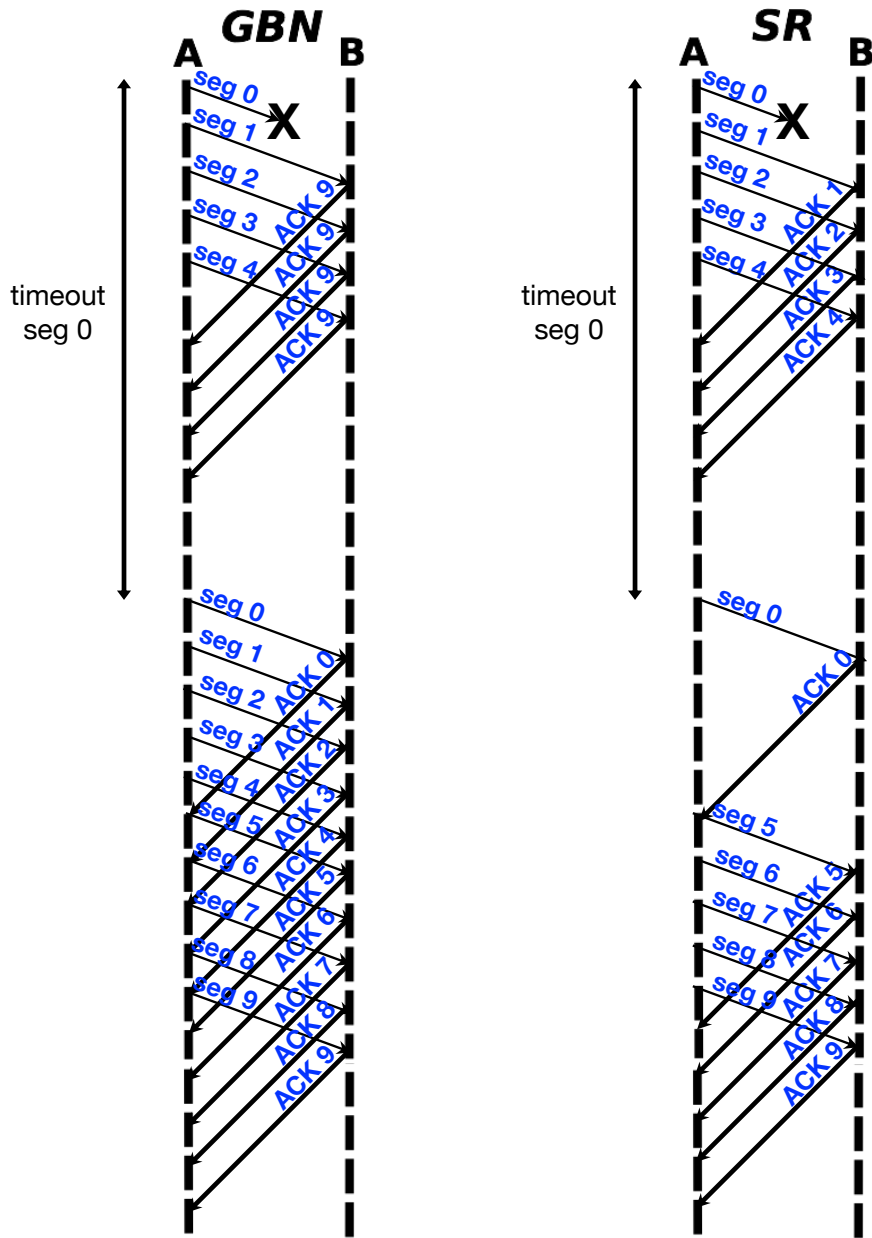 GBN
A B
seg 0
X
seg 1
seg 2
ACK 9
seg 3
ACK 9
seg 4
ACK 9
ACK 9
timeout
seg 0
seg 0
seg 1
ACK 0
seg 2
ACK 1
seg 3
ACK 2
seg 4
ACK 3
seg 5
ACK 4
seg 6
ACK 5
seg 7
ACK 6
seg 8
ACK 7
seg 9
ACK 8
ACK 9
SR
A B
seg 0
X
seg 1
seg 2
ACK 1
seg 3
ACK 2
seg 4
ACK 3
ACK 4
timeout
seg 0
seg 0
ACK 0
seg 5
seg 6
ACK 5
seg 7
ACK 6
seg 8
ACK 7
seg 9
ACK 8
ACK 9